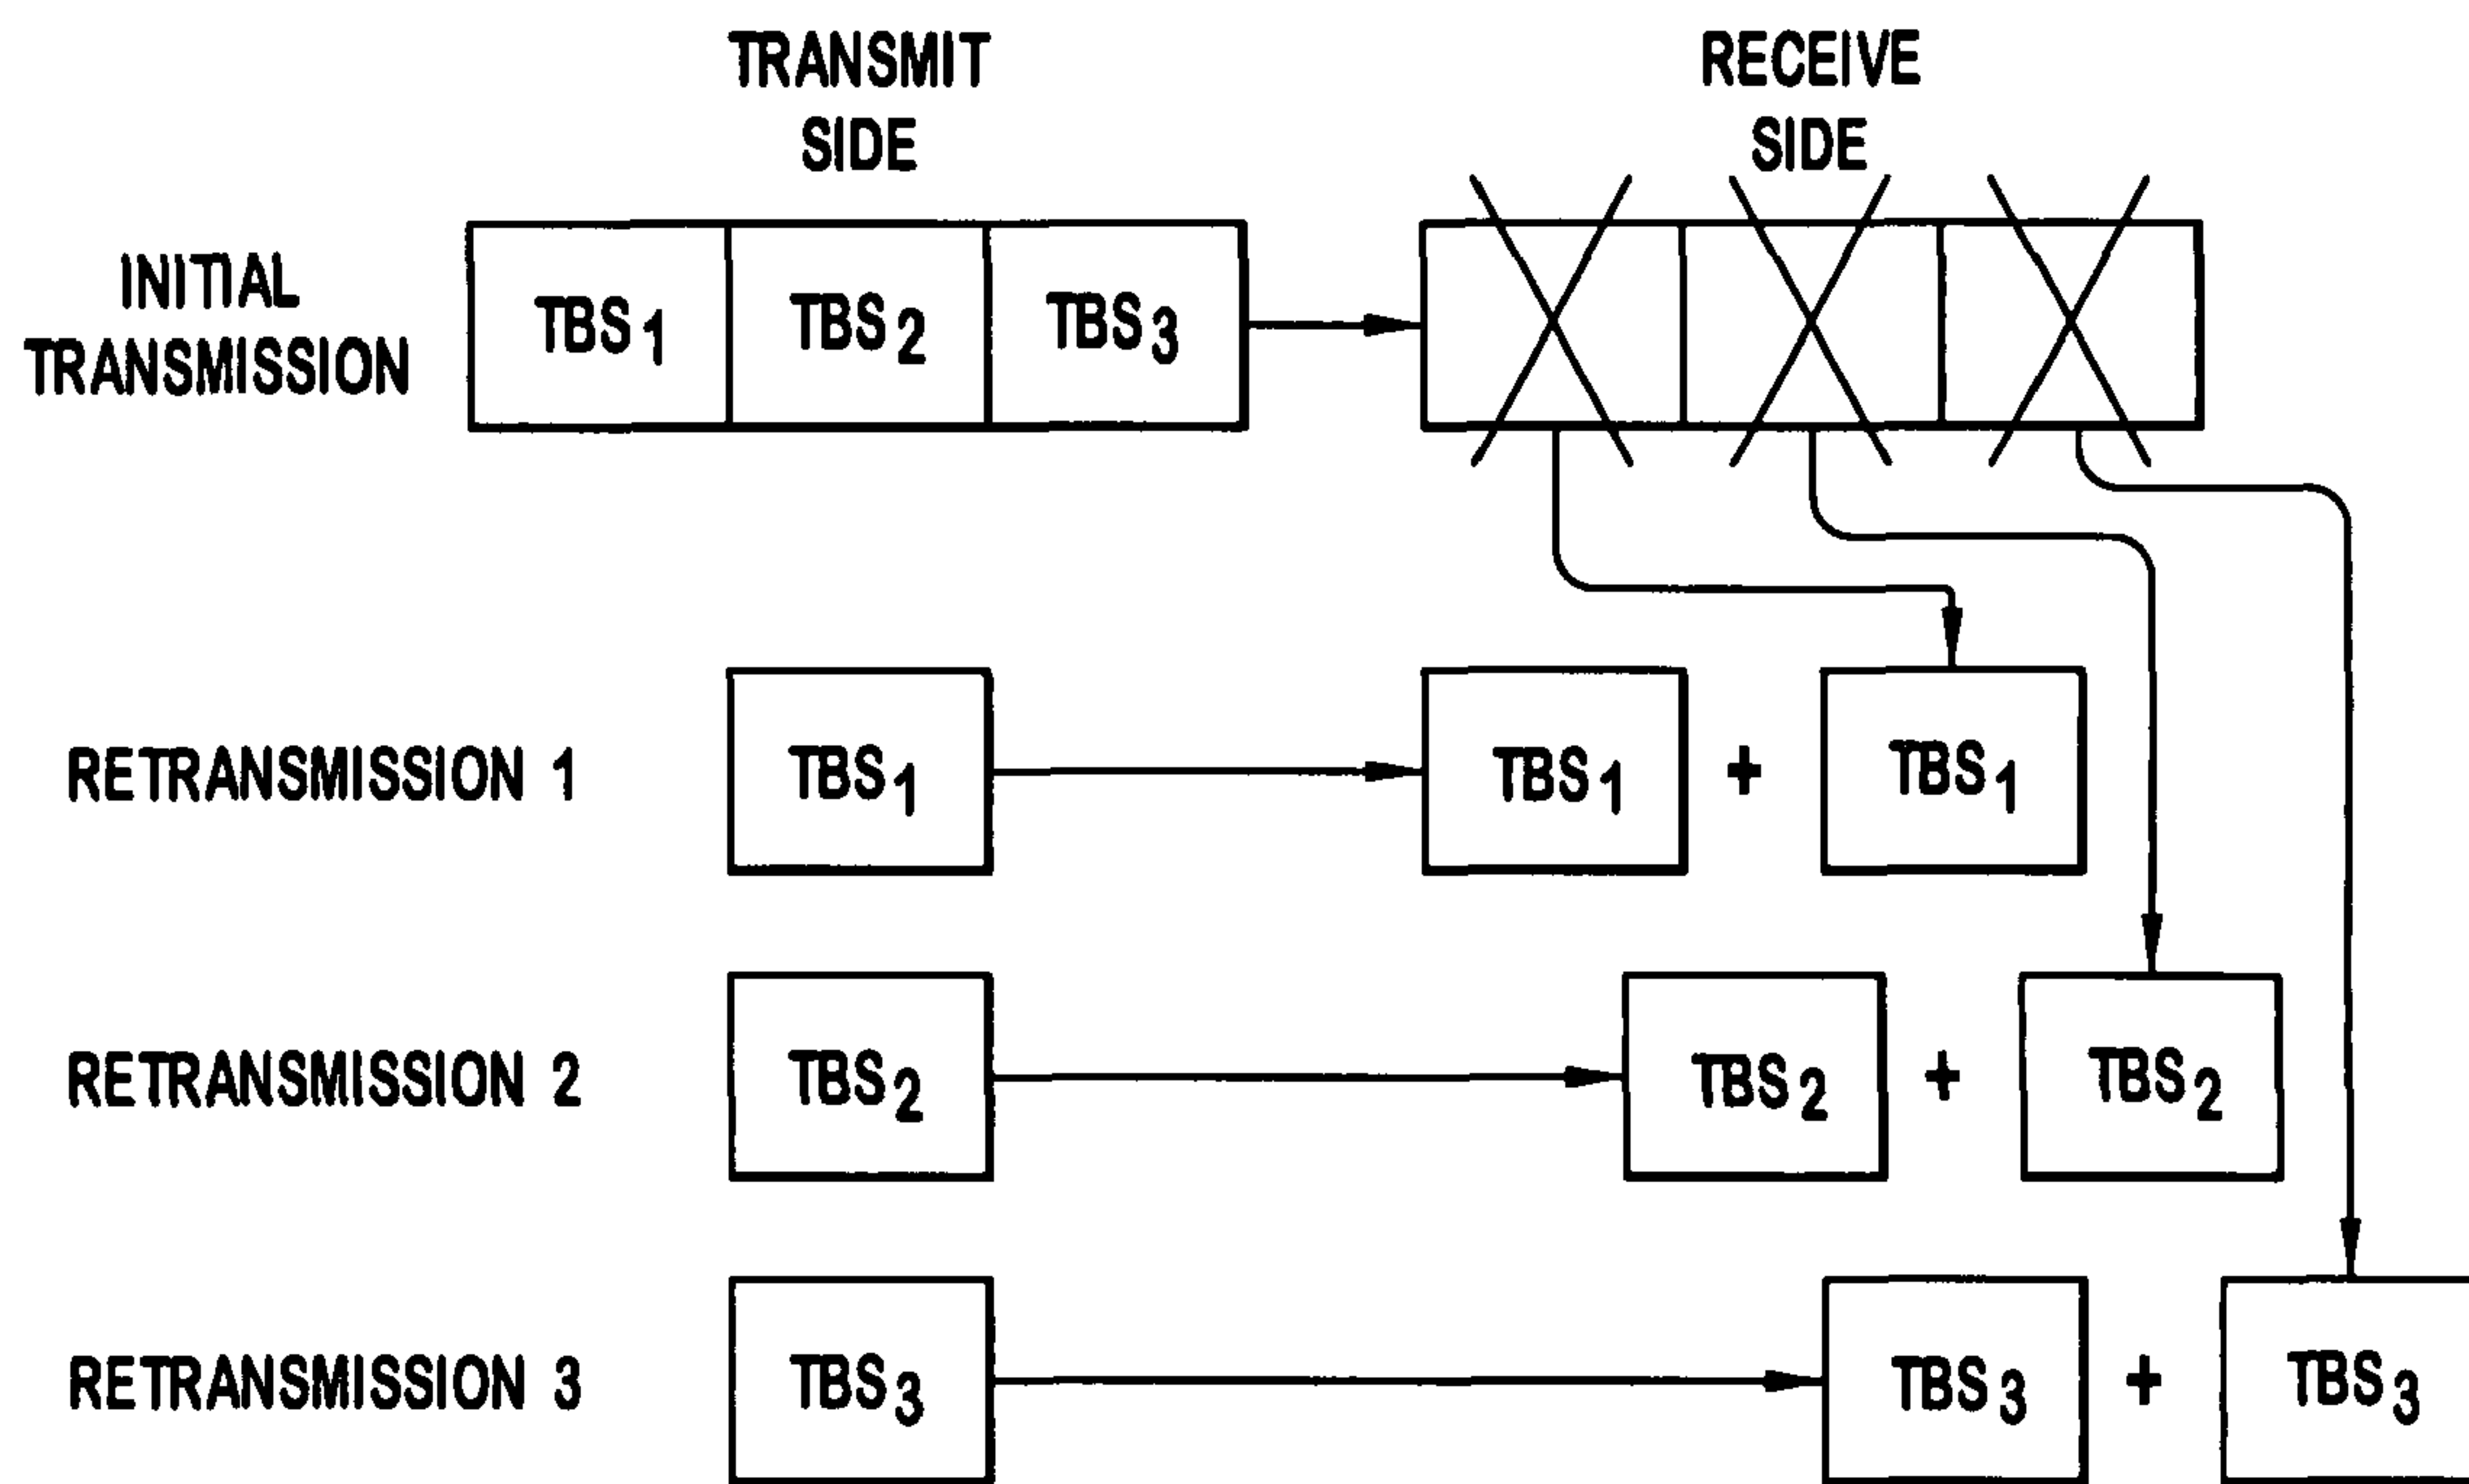 TRANSMIT
SIDE
RECEIVE
SIDE
INITIAL
TRANSMISSION
TBS1 TBS2 TBS3
RETRANSMISSION 1 TBS1 TBS1 + TBS1
RETRANSMISSION 2 TBS2 TBS2 + TBS2
RETRANSMISSION 3 TBS3 TBS3 + TBS3